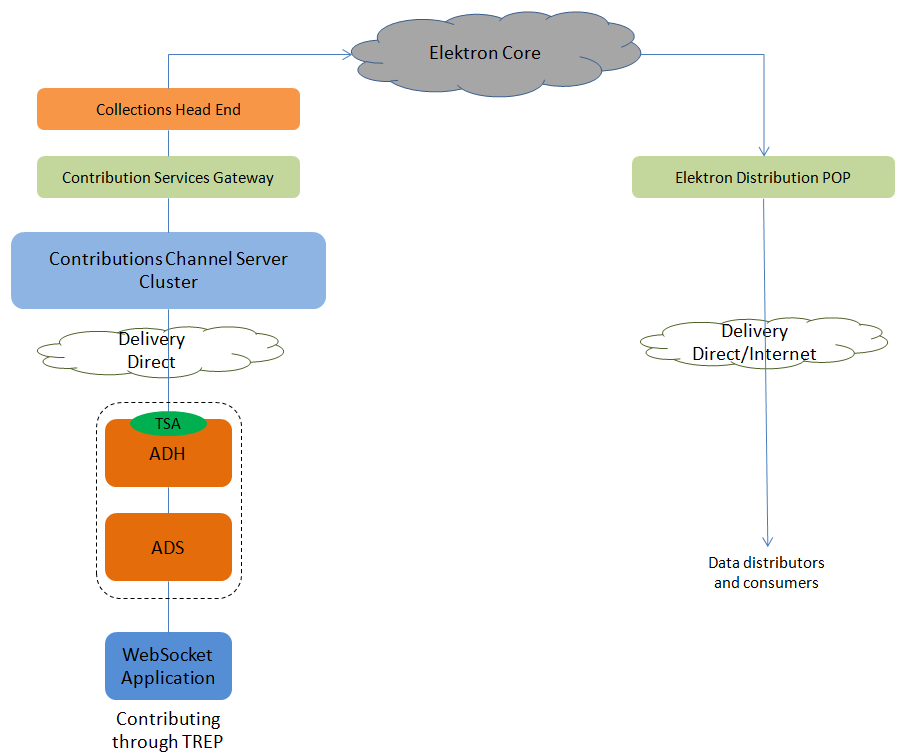 Elektron Core
Collections Head End
Contribution Services Gateway
Elektron Distribution POP
Contributions Channel Server
Cluster
Delivery
Direct
Delivery
Direct/Internet
TSA
ADH
ADS
Data distributors
and consumers
WebSocket
Application
Contributing
through TREP